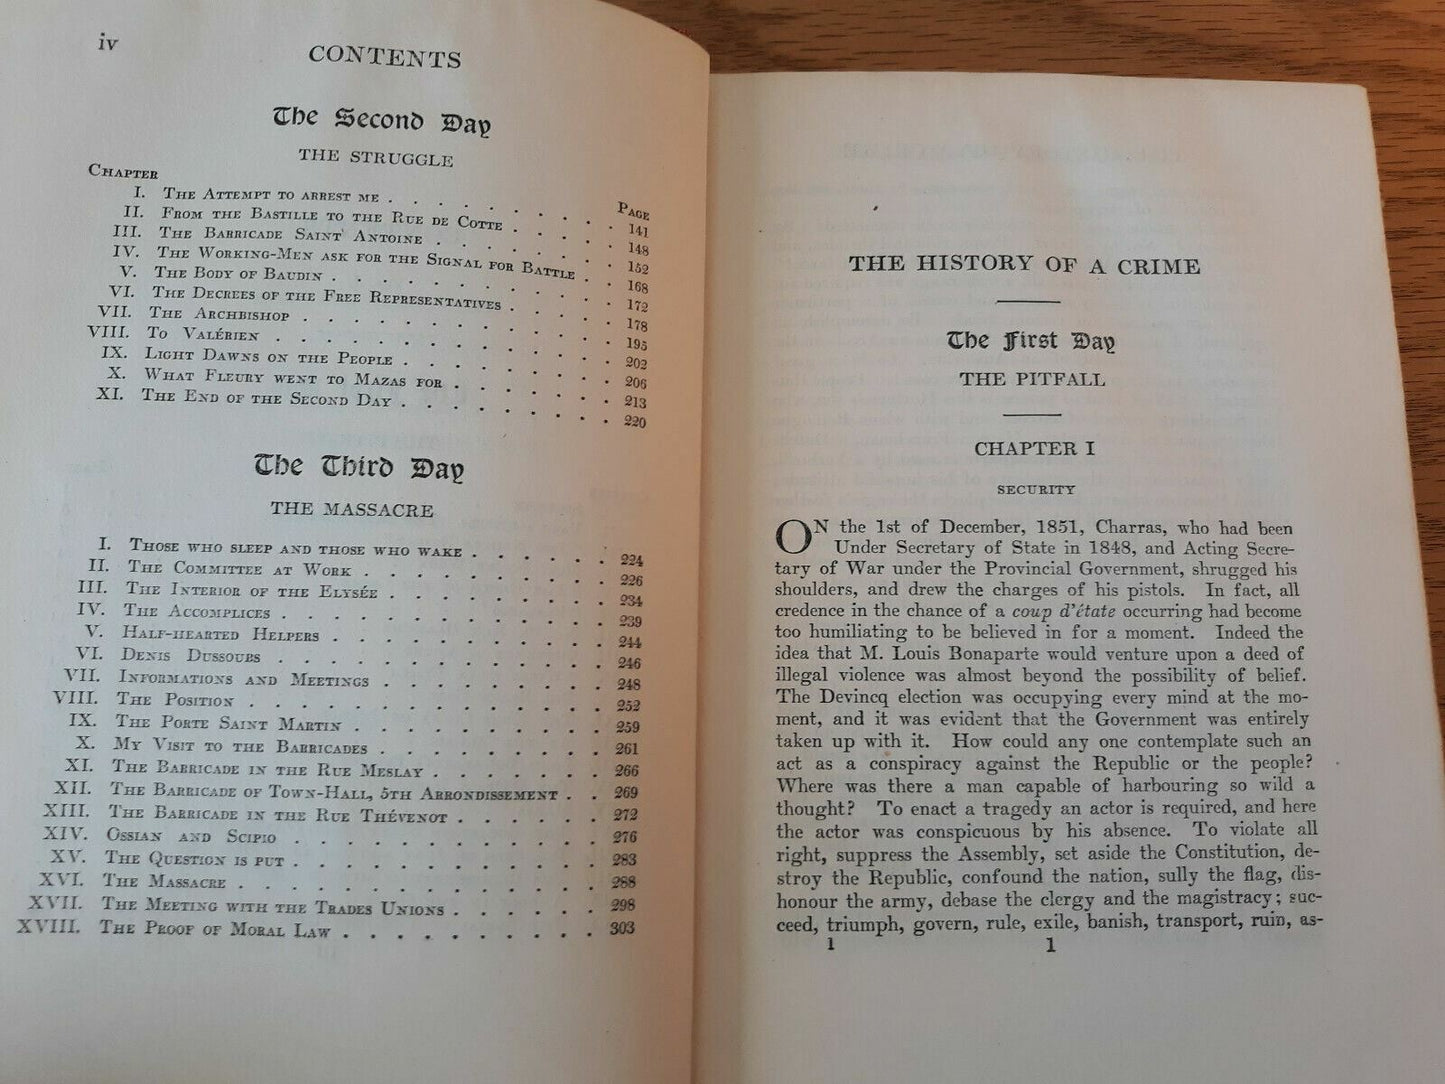 iv
CONTENTS
The Second Day
THE STRUGGLE
CHAPTER PAGE
I. THE ATTEMPT TO ARREST ME . . . . . . . . . 141
II. FROM THE BASTILLE TO THE RUE DE COTTE . . . . . 148
III. THE BARRICADE SAINT ANTOINE . . . . . . . 152
IV. THE WORKING-MEN ASK FOR THE SIGNAL FOR BATTLE . . 168
V. THE BODY OF BAUDIN . . . . . . . . . . 172
VI. THE DECREES OF THE FREE REPRESENTATIVES . . . . . 178
VII. THE ARCHBISHOP . . . . . . . . . . . 195
VIII. TO VALÉRIEN . . . . . . . . . . . . 202
IX. LIGHT DAWNS ON THE PEOPLE . . . . . . . . 206
X. WHAT FLEURY WENT TO MAZAS FOR . . . . . . . 213
XI. THE END OF THE SECOND DAY . . . . . . . . 220
The Third Day
THE MASSACRE
I. THOSE WHO SLEEP AND THOSE WHO WAKE . . . . . . 224
II. THE COMMITTEE AT WORK . . . . . . . . . 226
III. THE INTERIOR OF THE ELYSÉE . . . . . . . . 234
IV. THE ACCOMPLICES . . . . . . . . . . . 239
V. HALF-HEARTED HELPERS . . . . . . . . . . 244
VI. DENIS DUSSOUBS . . . . . . . . . . . 246
VII. INFORMATIONS AND MEETINGS . . . . . . . . 248
VIII. THE POSITION . . . . . . . . . . . . 252
IX. THE PORTE SAINT MARTIN . . . . . . . . . 259
X. MY VISIT TO THE BARRICADES . . . . . . . . 261
XI. THE BARRICADE IN THE RUE MESLAY . . . . . . 266
XII. THE BARRICADE OF TOWN-HALL, 5TH ARRONDISSEMENT . . 269
XIII. THE BARRICADE IN THE RUE THÉVENOT . . . . . . 272
XIV. OSSIAN AND SCIPIO . . . . . . . . . . 276
XV. THE QUESTION IS PUT . . . . . . . . . . 283
XVI. THE MASSACRE . . . . . . . . . . . . 288
XVII. THE MEETING WITH THE TRADES UNIONS . . . . . . 298
XVIII. THE PROOF OF MORAL LAW . . . . . . . . . 303
THE HISTORY OF A CRIME
The First Day
THE PITFALL
CHAPTER I
SECURITY
ON the 1st of December, 1851, Charras, who had been
Under Secretary of State in 1848, and Acting Secre-
tary of War under the Provincial Government, shrugged his
shoulders, and drew the charges of his pistols. In fact, all
credence in the chance of a coup d'état occurring had become
too humiliating to be believed in for a moment. Indeed the
idea that M. Louis Bonaparte would venture upon a deed of
illegal violence was almost beyond the possibility of belief.
The Devincq election was occupying every mind at the mo-
ment, and it was evident that the Government was entirely
taken up with it. How could any one contemplate such an
act as a conspiracy against the Republic or the people?
Where was there a man capable of harbouring so wild a
thought? To enact a tragedy an actor is required, and here
the actor was conspicuous by his absence. To violate all
right, suppress the Assembly, set aside the Constitution, de-
stroy the Republic, confound the nation, sully the flag, dis-
honour the army, debase the clergy and the magistracy; suc-
ceed, triumph, govern, rule, exile, banish, transport, ruin, as-
1 1